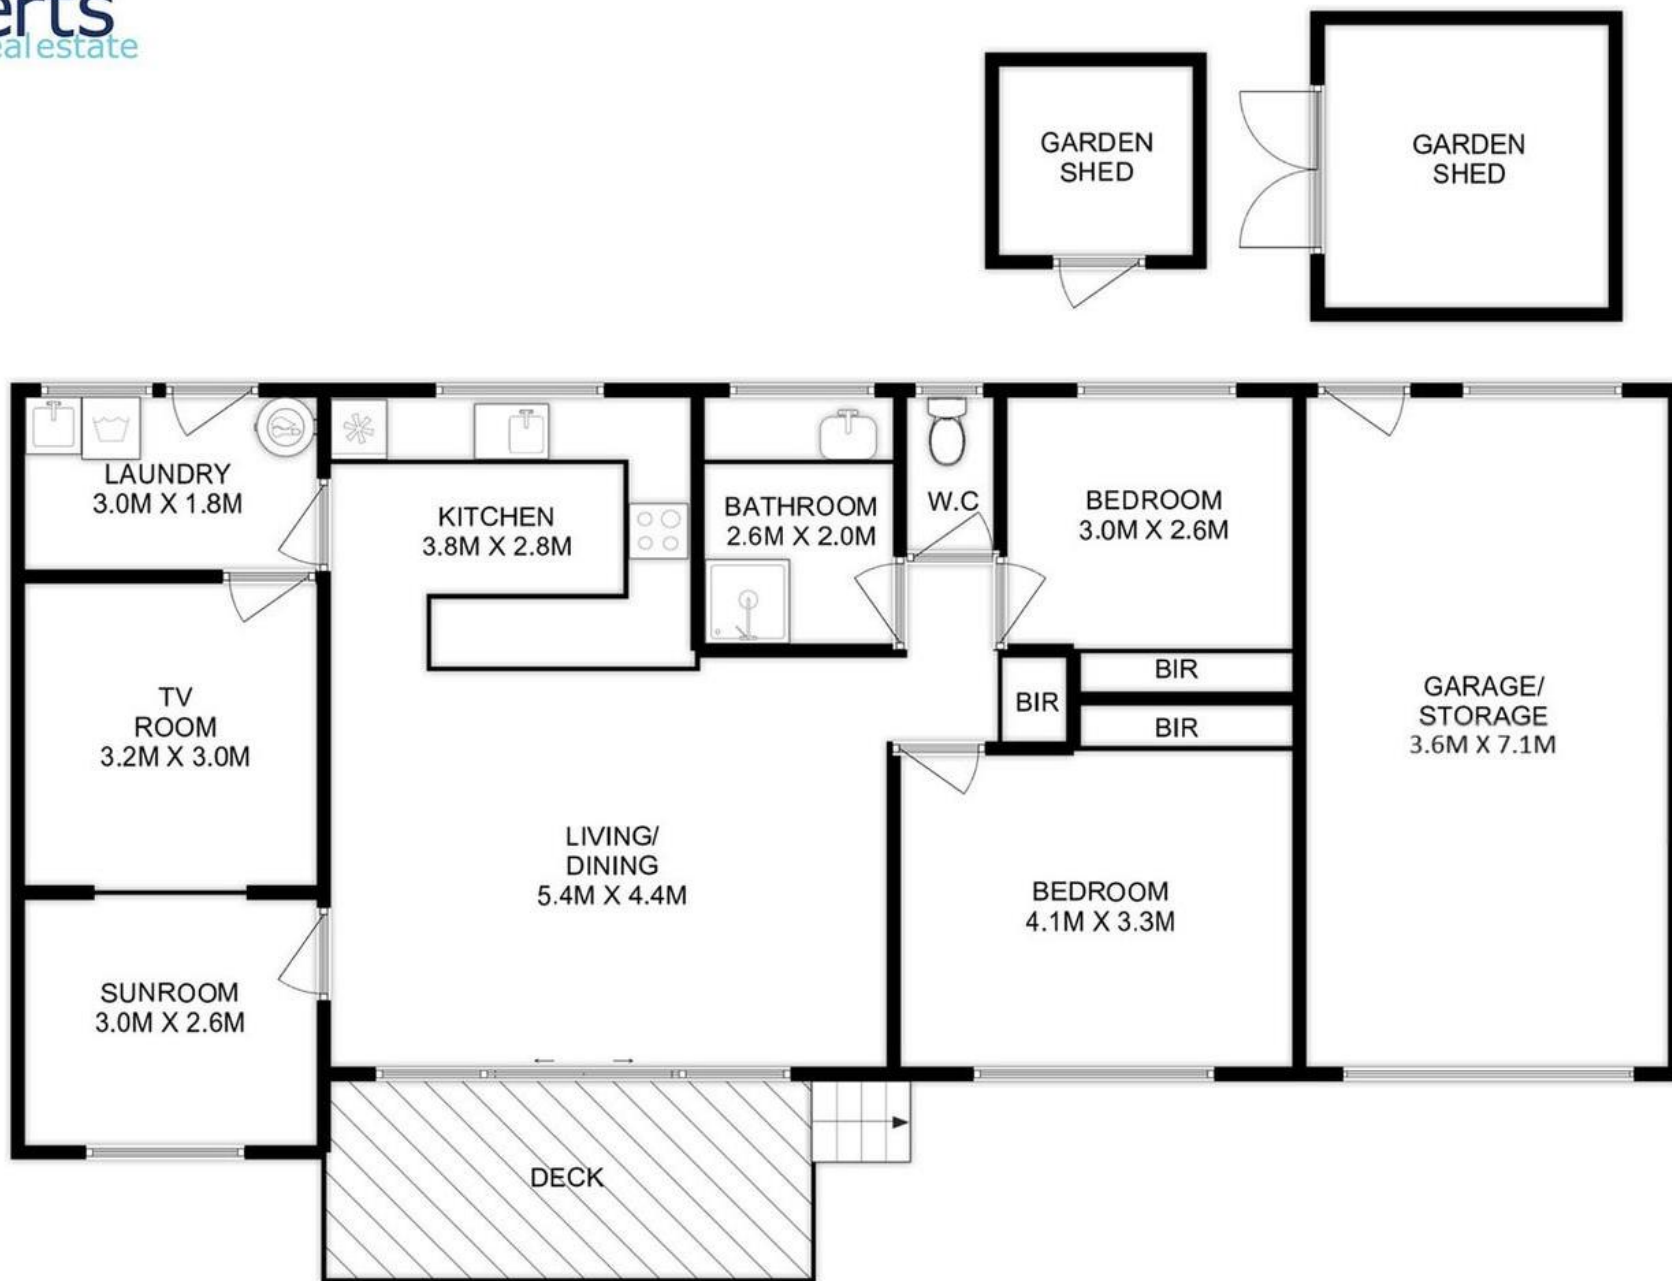 erts
real estate
GARDEN
SHED
GARDEN
SHED
LAUNDRY
3.0M X 1.8M
KITCHEN
3.8M X 2.8M
BATHROOM
2.6M X 2.0M
W.C
BEDROOM
3.0M X 2.6M
TV
ROOM
3.2M X 3.0M
BIR
BIR
BIR
GARAGE/
STORAGE
3.6M X 7.1M
LIVING/
DINING
5.4M X 4.4M
BEDROOM
4.1M X 3.3M
SUNROOM
3.0M X 2.6M
DECK